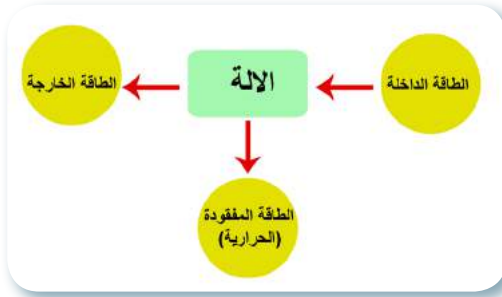 الطاقة الداخلة
الالة
الطاقة الخارجة
الطاقة المفقودة
(الحرارية)